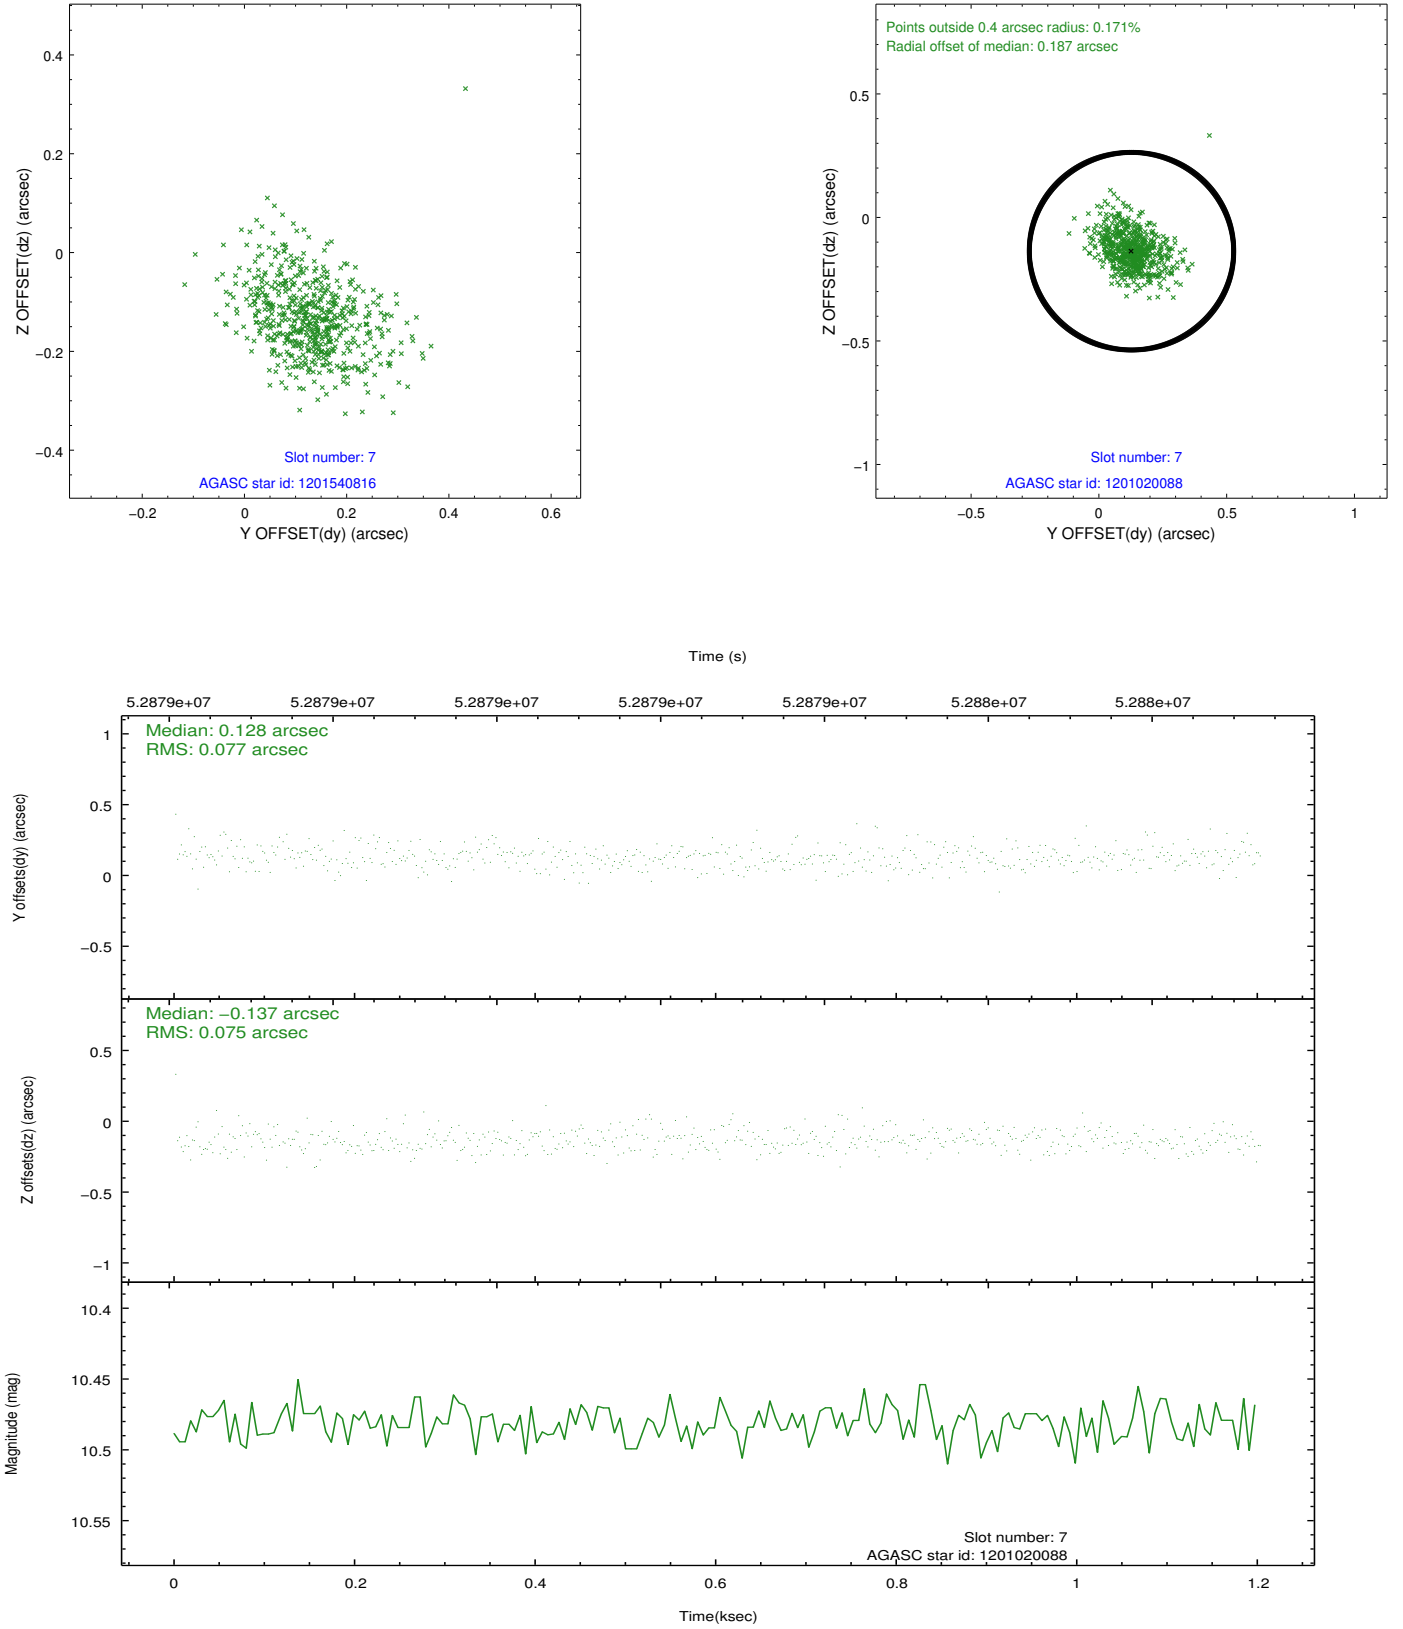 0.4
0.2
0
−0.2
−0.4
Z OFFSET(dz) (arcsec)
Slot number: 7
AGASC star id: 1201540816
−0.2 0 0.2 0.4 0.6
Y OFFSET(dy) (arcsec)
Points outside 0.4 arcsec radius: 0.171%
Radial offset of median: 0.187 arcsec
0.5
0
−0.5
−1
Z OFFSET(dz) (arcsec)
Slot number: 7
AGASC star id: 1201020088
−0.5 0 0.5 1
Y OFFSET(dy) (arcsec)
Time (s)
5.2879e+07 5.2879e+07 5.2879e+07 5.2879e+07 5.2879e+07 5.288e+07 5.288e+07
Median: 0.128 arcsec
RMS: 0.077 arcsec
1
0.5
0
−0.5
Y offsets(dy) (arcsec)
Median: −0.137 arcsec
RMS: 0.075 arcsec
0.5
0
−0.5
−1
Z offsets(dz) (arcsec)
10.4
10.45
10.5
10.55
Magnitude (mag)
Slot number: 7
AGASC star id: 1201020088
0 0.2 0.4 0.6 0.8 1 1.2
Time(ksec)